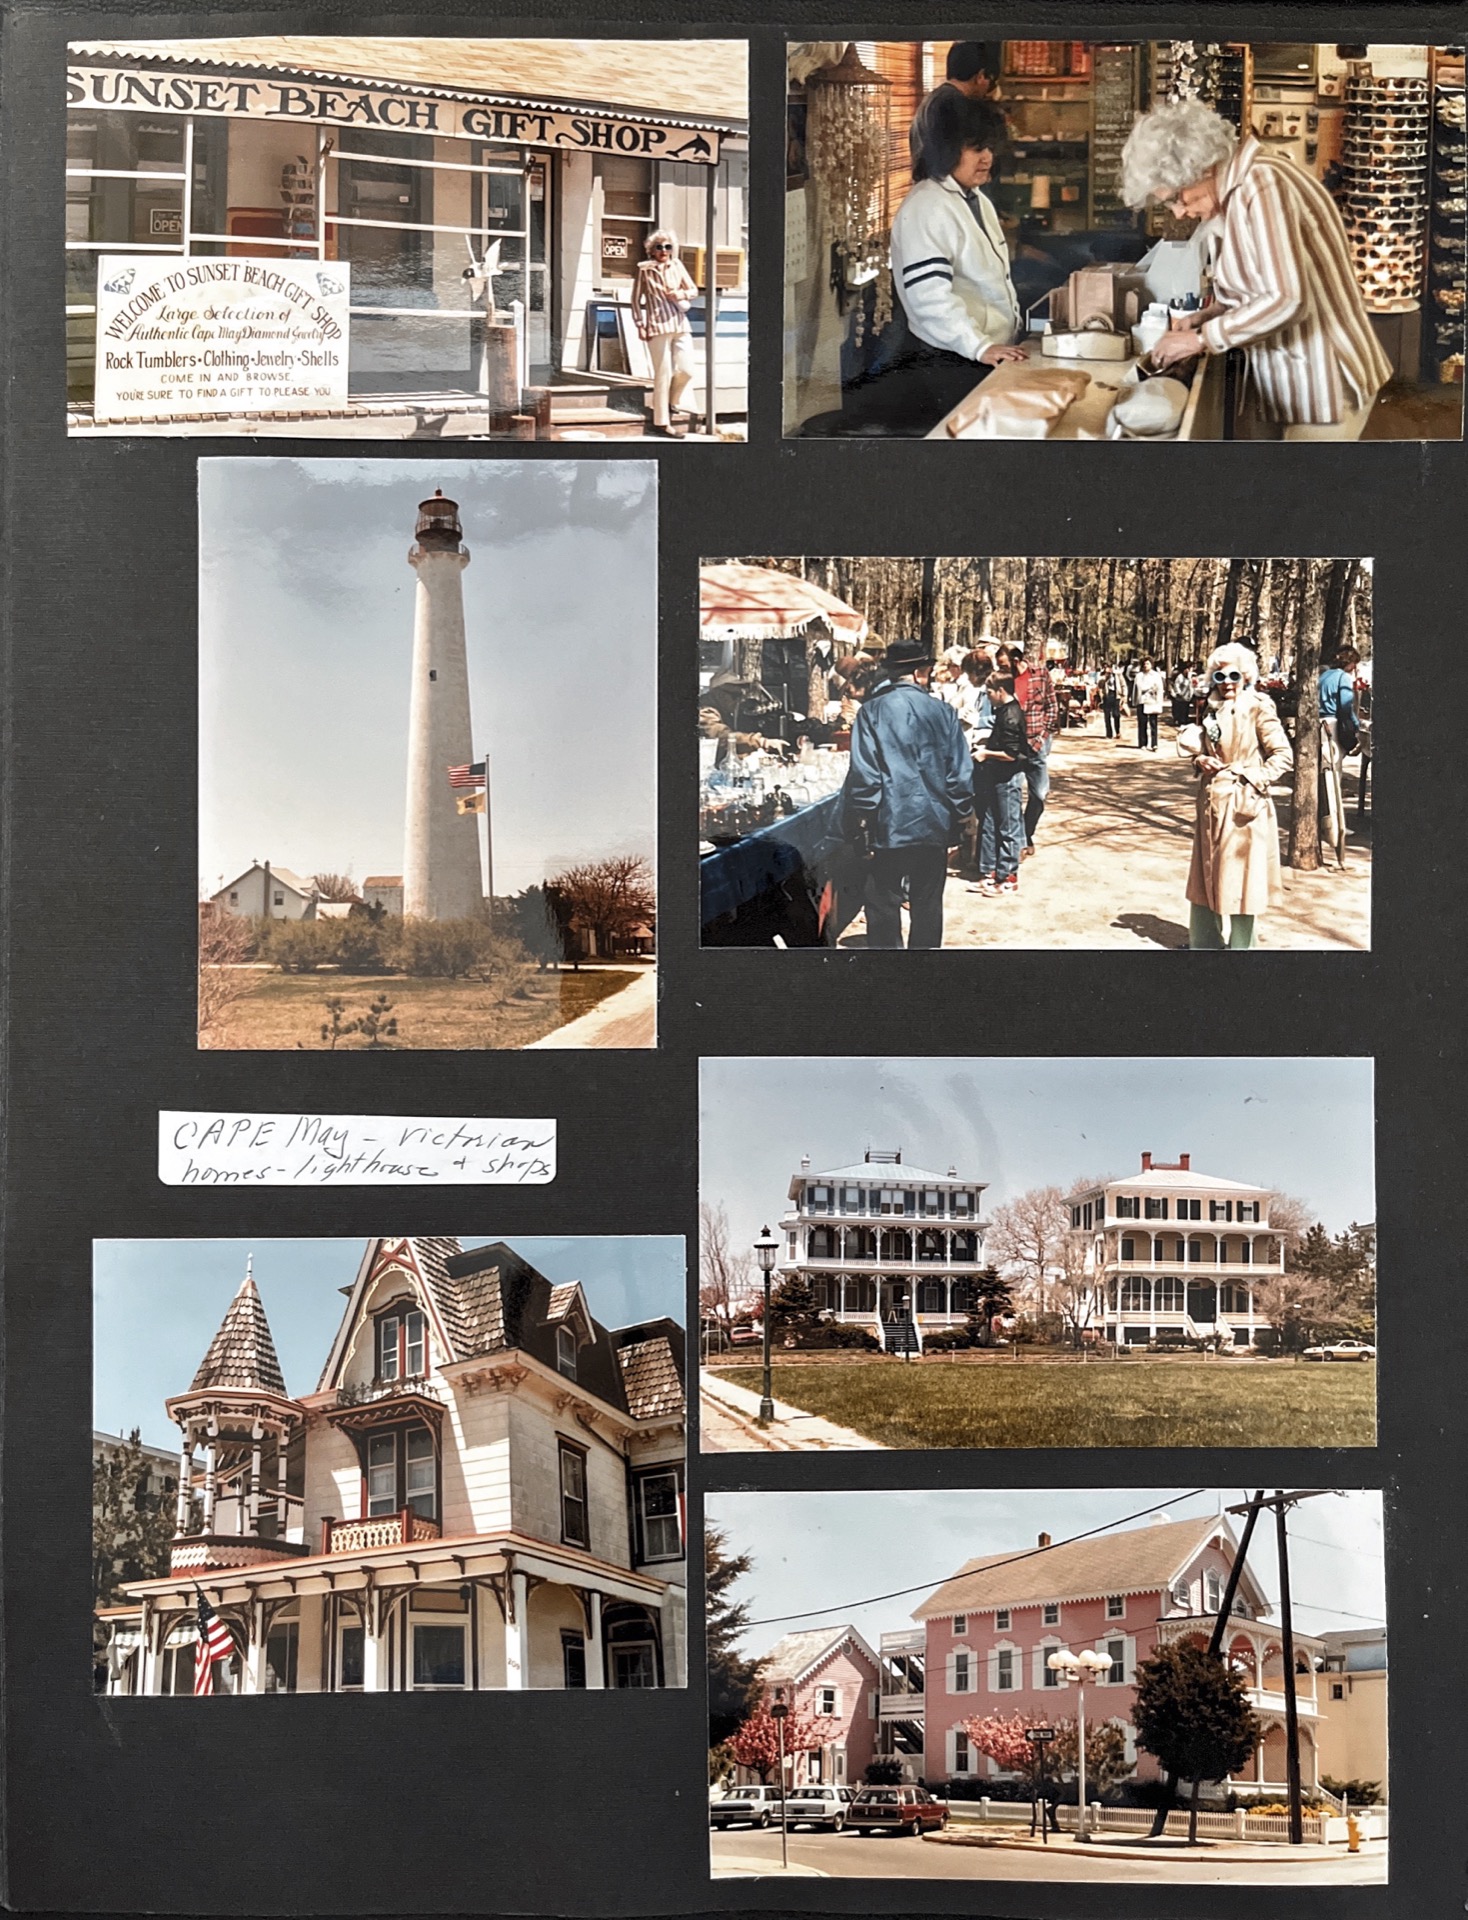 SUNSET BEACH GIFT SHOP
OPEN
OPEN
WELCOME TO SUNSET BEACH GIFT SHOP
Large Selection of
Authentic Cape May Diamond Jewelry
Rock Tumblers • Clothing • Jewelry • Shells
COME IN AND BROWSE
YOU'RE SURE TO FIND A GIFT TO PLEASE YOU
CAPE May - Victorian
homes - lighthouse & shops